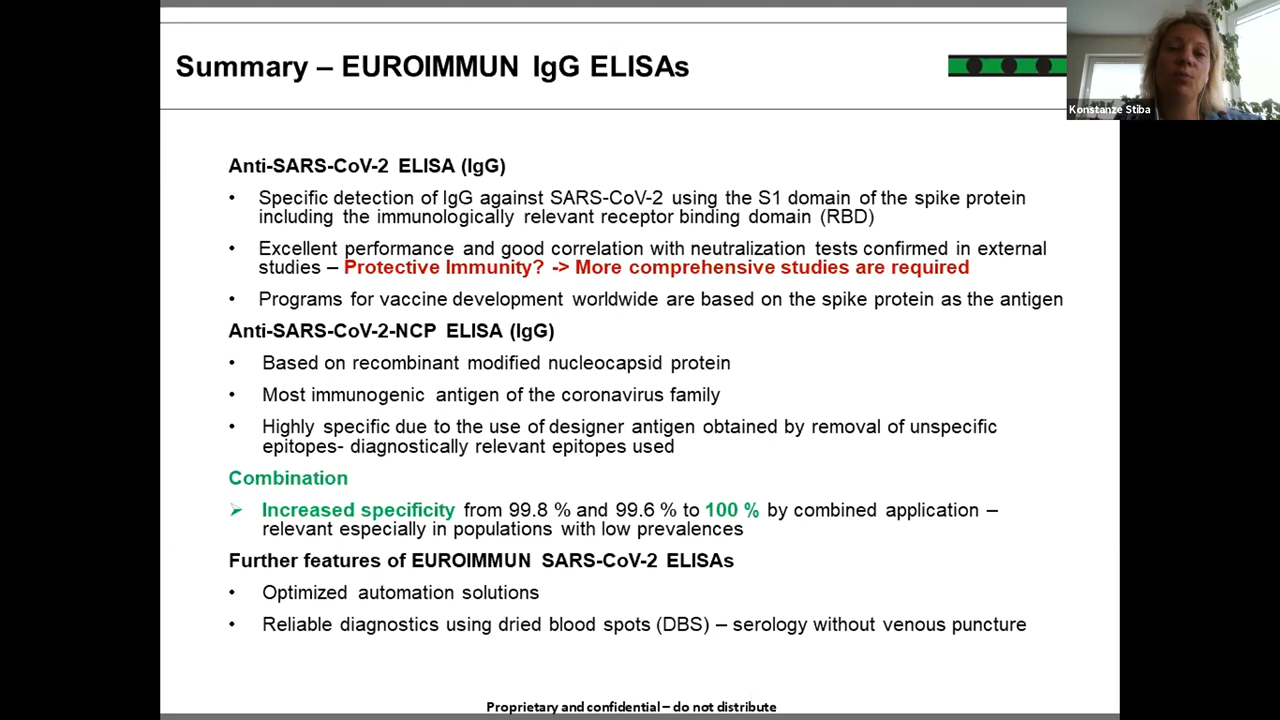 Summary – EUROIMMUN IgG ELISAs
Konstanze Stiba
Anti-SARS-CoV-2 ELISA (IgG)
• Specific detection of IgG against SARS-CoV-2 using the S1 domain of the spike protein
including the immunologically relevant receptor binding domain (RBD)
• Excellent performance and good correlation with neutralization tests confirmed in external
studies – Protective Immunity? -> More comprehensive studies are required
• Programs for vaccine development worldwide are based on the spike protein as the antigen
Anti-SARS-CoV-2-NCP ELISA (IgG)
• Based on recombinant modified nucleocapsid protein
• Most immunogenic antigen of the coronavirus family
• Highly specific due to the use of designer antigen obtained by removal of unspecific
epitopes- diagnostically relevant epitopes used
Combination
➢ Increased specificity from 99.8 % and 99.6 % to 100 % by combined application –
relevant especially in populations with low prevalences
Further features of EUROIMMUN SARS-CoV-2 ELISAs
• Optimized automation solutions
• Reliable diagnostics using dried blood spots (DBS) – serology without venous puncture
Proprietary and confidential – do not distribute